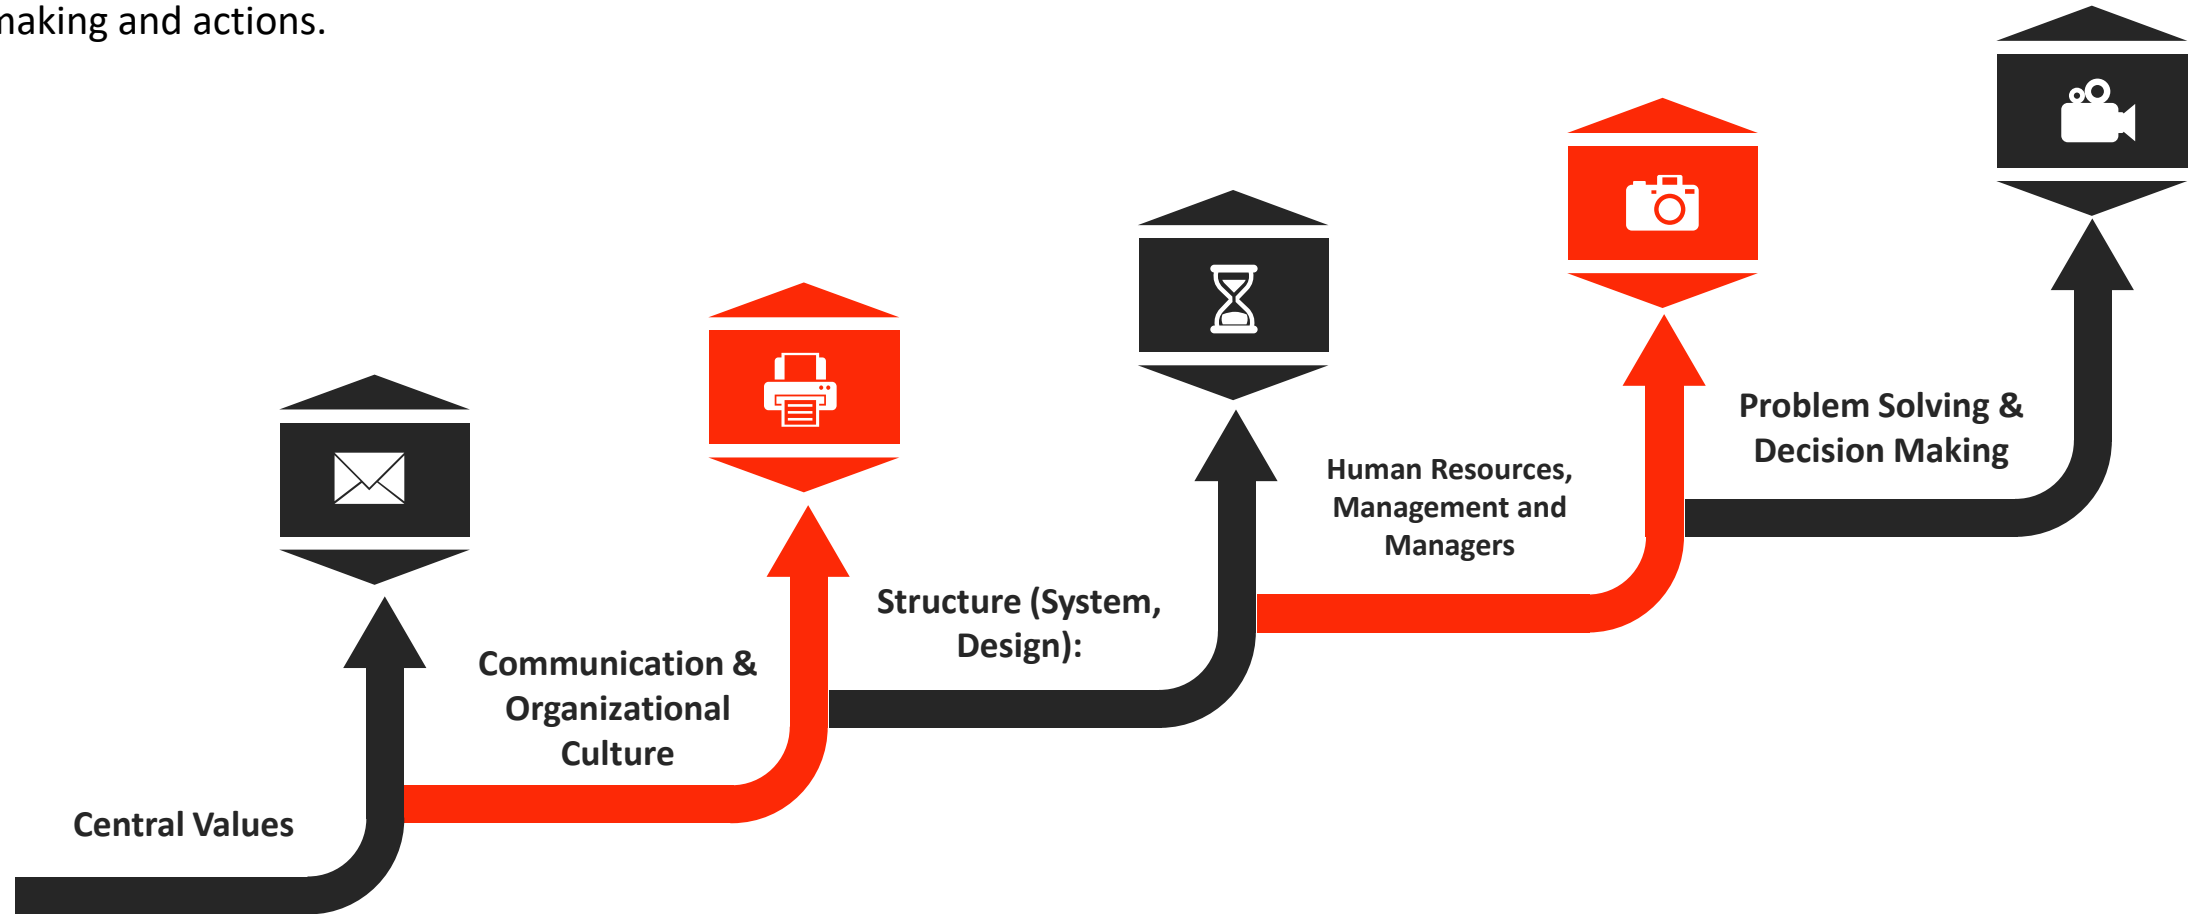 making and actions.
Problem Solving &
Decision Making
Human Resources,
Management and
Managers
Structure (System,
Design):
Communication &
Organizational
Culture
Central Values